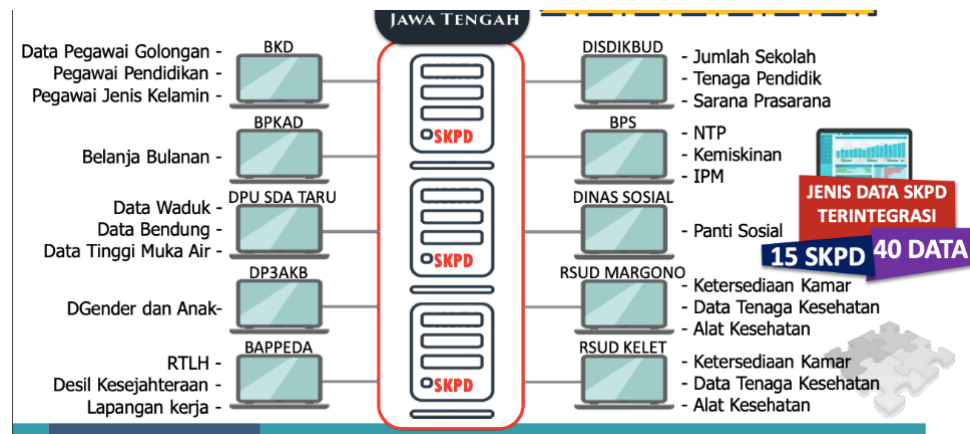 JAWA TENGAH
BKD
Data Pegawai Golongan -
Pegawai Pendidikan -
Pegawai Jenis Kelamin -
BPKAD
Belanja Bulanan -
DPU SDA TARU
Data Waduk -
Data Bendung -
Data Tinggi Muka Air -
DP3AKB
DGender dan Anak-
BAPPEDA
RTLH -
Desil Kesejahteraan -
Lapangan kerja -
SKPD
SKPD
SKPD
DISDIKBUD
- Jumlah Sekolah
- Tenaga Pendidik
- Sarana Prasarana
BPS
- NTP
- Kemiskinan
- IPM
DINAS SOSIAL
- Panti Sosial
RSUD MARGONO
- Ketersediaan Kamar
- Data Tenaga Kesehatan
- Alat Kesehatan
RSUD KELET
- Ketersediaan Kamar
- Data Tenaga Kesehatan
- Alat Kesehatan
JENIS DATA SKPD
TERINTEGRASI
15 SKPD
40 DATA